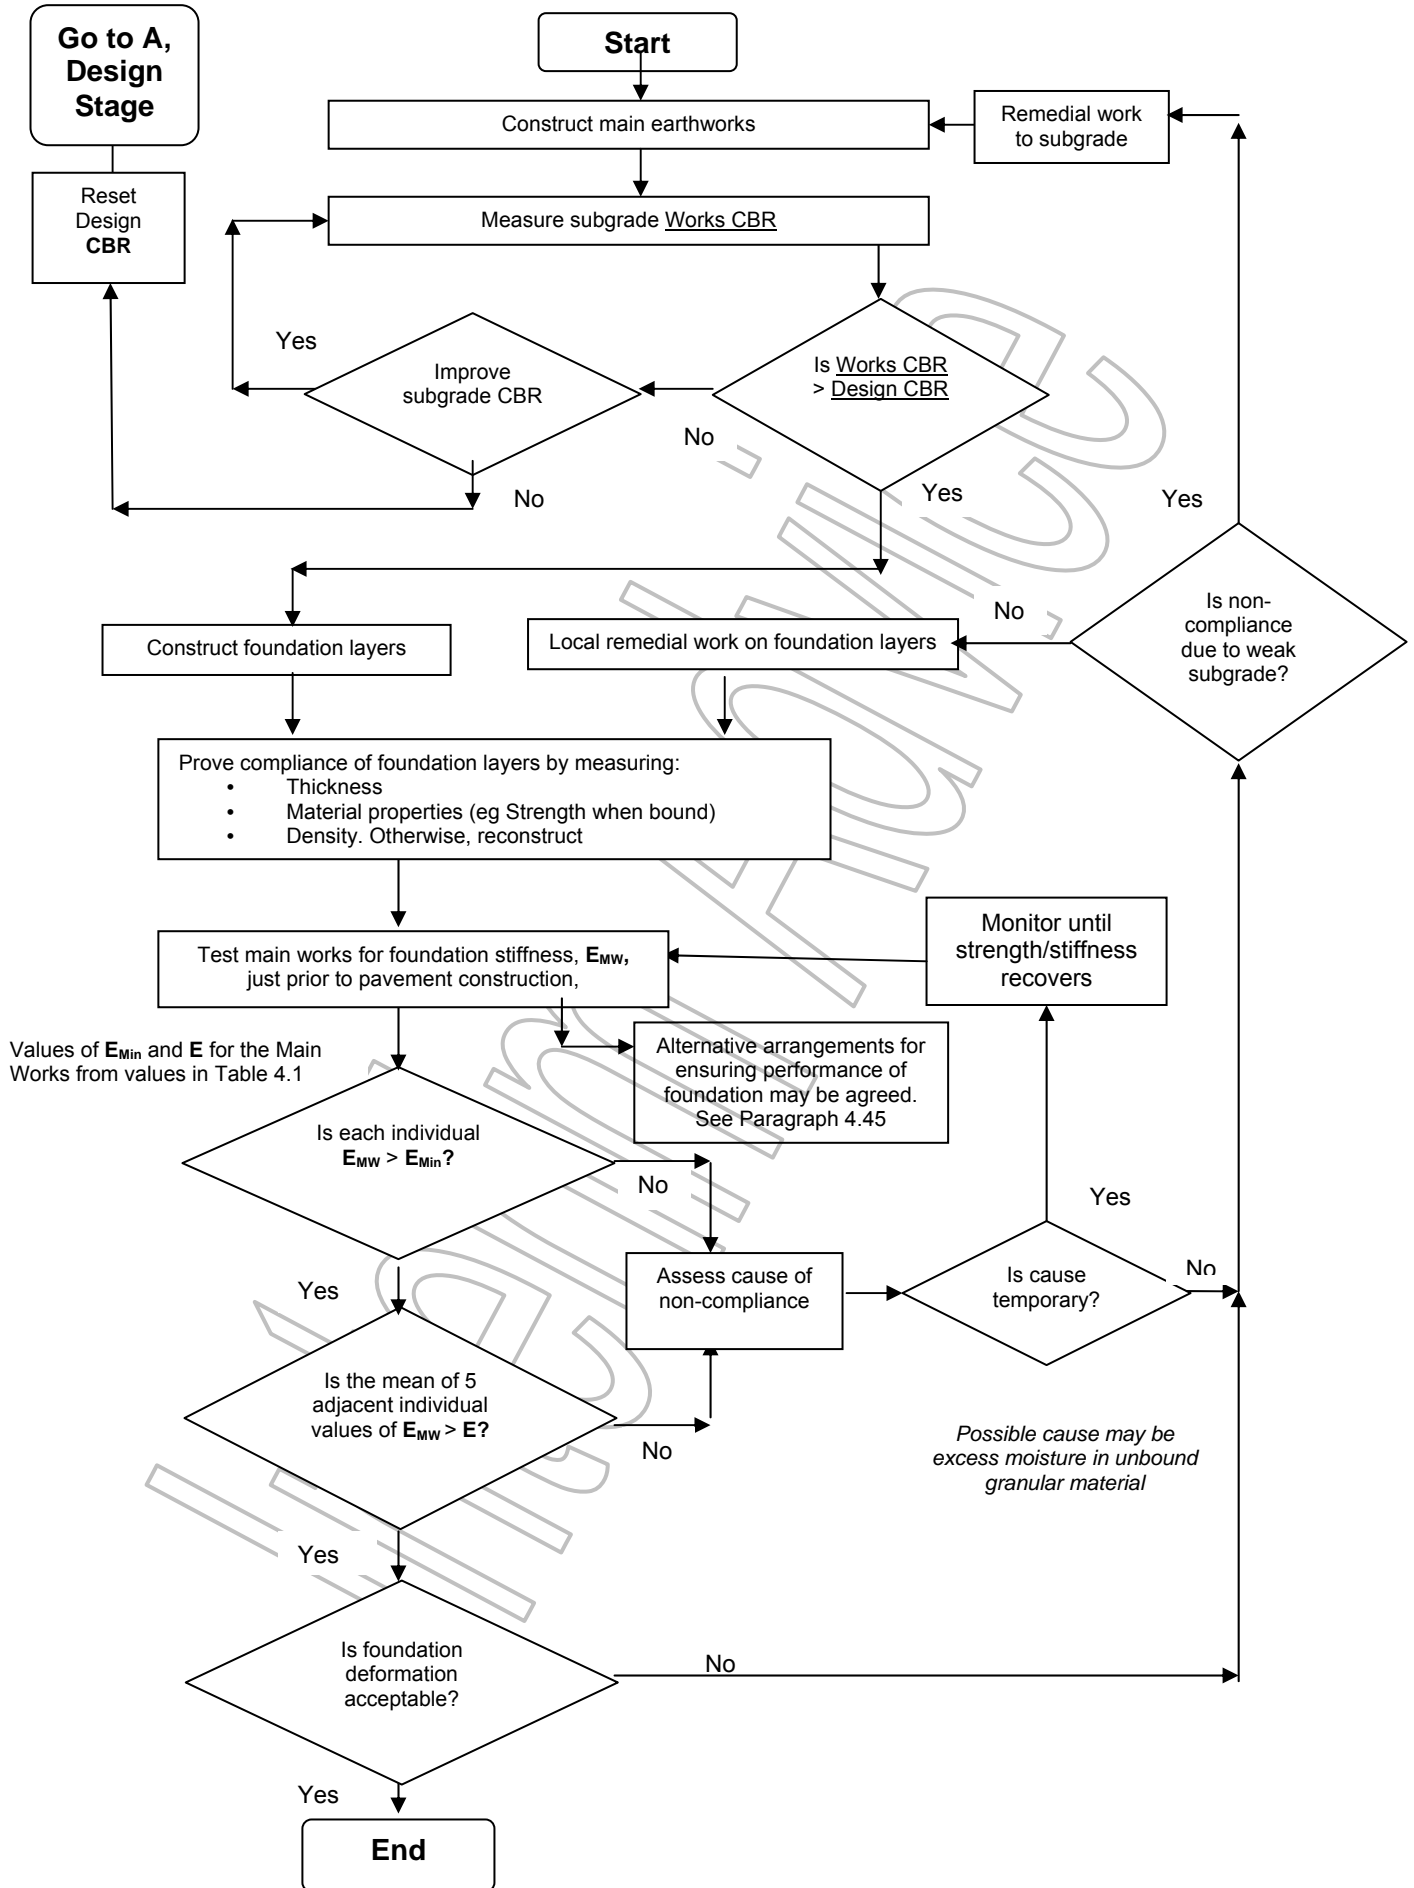 Go to A,
Design
Stage
Start
Construct main earthworks
Remedial work
to subgrade
Reset
Design
CBR
Measure subgrade Works CBR
Yes
Improve
subgrade CBR
Is Works CBR
> Design CBR
No
No
Yes
Yes
Is non-
compliance
due to weak
subgrade?
No
Construct foundation layers
Local remedial work on foundation layers
Prove compliance of foundation layers by measuring:
• Thickness
• Material properties (eg Strength when bound)
• Density. Otherwise, reconstruct
Monitor until
strength/stiffness
recovers
Test main works for foundation stiffness, EMW,
just prior to pavement construction,
Values of EMin and E for the Main
Works from values in Table 4.1
Alternative arrangements for
ensuring performance of
foundation may be agreed.
See Paragraph 4.45
Is each individual
EMW > EMin?
No
Yes
Assess cause of
non-compliance
Is cause
temporary?
No
Yes
Is the mean of 5
adjacent individual
values of EMW > E?
No
Possible cause may be
excess moisture in unbound
granular material
Yes
Is foundation
deformation
acceptable?
No
Yes
End
Interim Advice